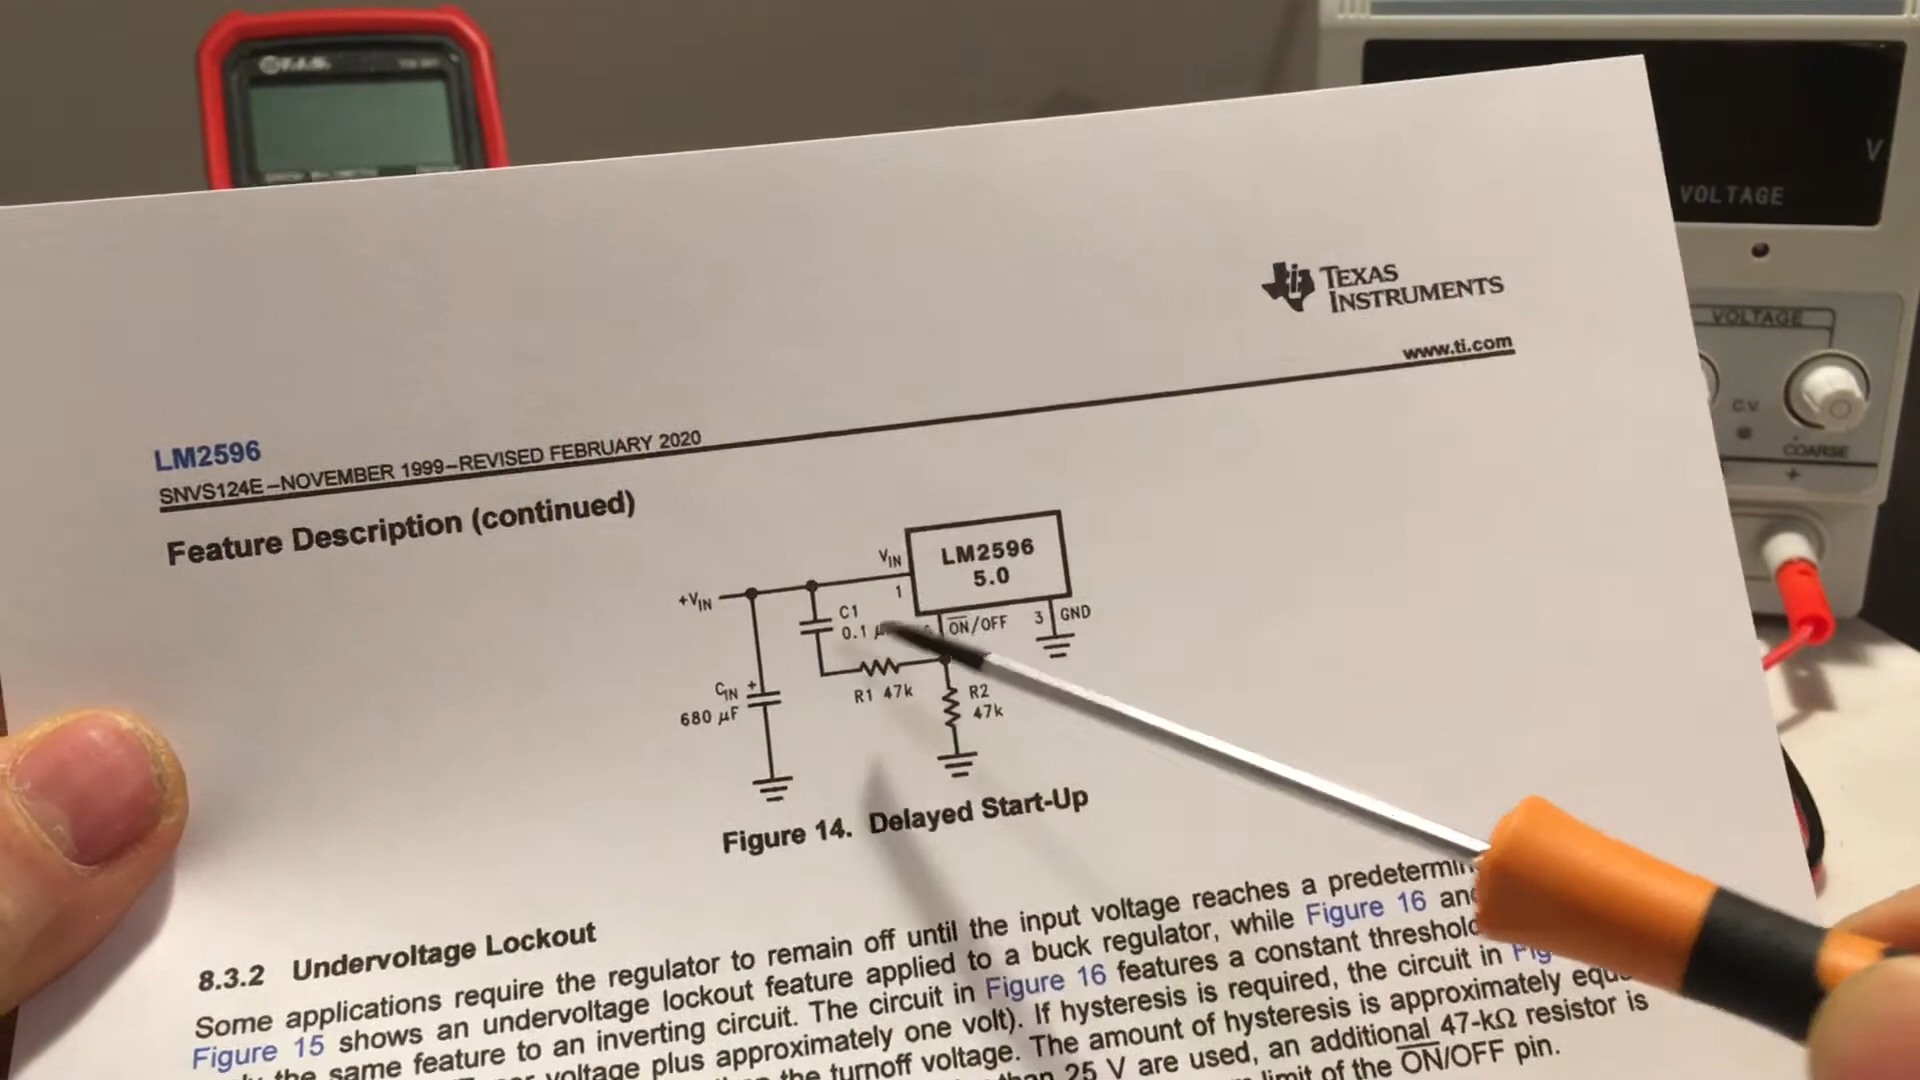 V
VOLTAGE
TEXAS
INSTRUMENTS
www.ti.com
VOLTAGE
C.V.
COARSE
+
LM2596
SNVS124E–NOVEMBER 1999–REVISED FEBRUARY 2020
Feature Description (continued)
VIN
LM2596
5.0
+VIN
1
C1
0.1
ON/OFF
3
GND
CIN
+
680 µF
R1 47k
R2
47k
Figure 14. Delayed Start-Up
8.3.2 Undervoltage Lockout
Some applications require the regulator to remain off until the input voltage reaches a
Figure 15 shows an undervoltage lockout feature applied to a buck regulator, while Figure 16
the same feature to an inverting circuit. The circuit in Figure 16 features a constant threshold
voltage plus approximately one volt). If hysteresis is required, the circuit in
the turnoff voltage. The amount of hysteresis is approximately
25 V are used, an additional 47-kΩ resistor is
limit of the ON/OFF pin.